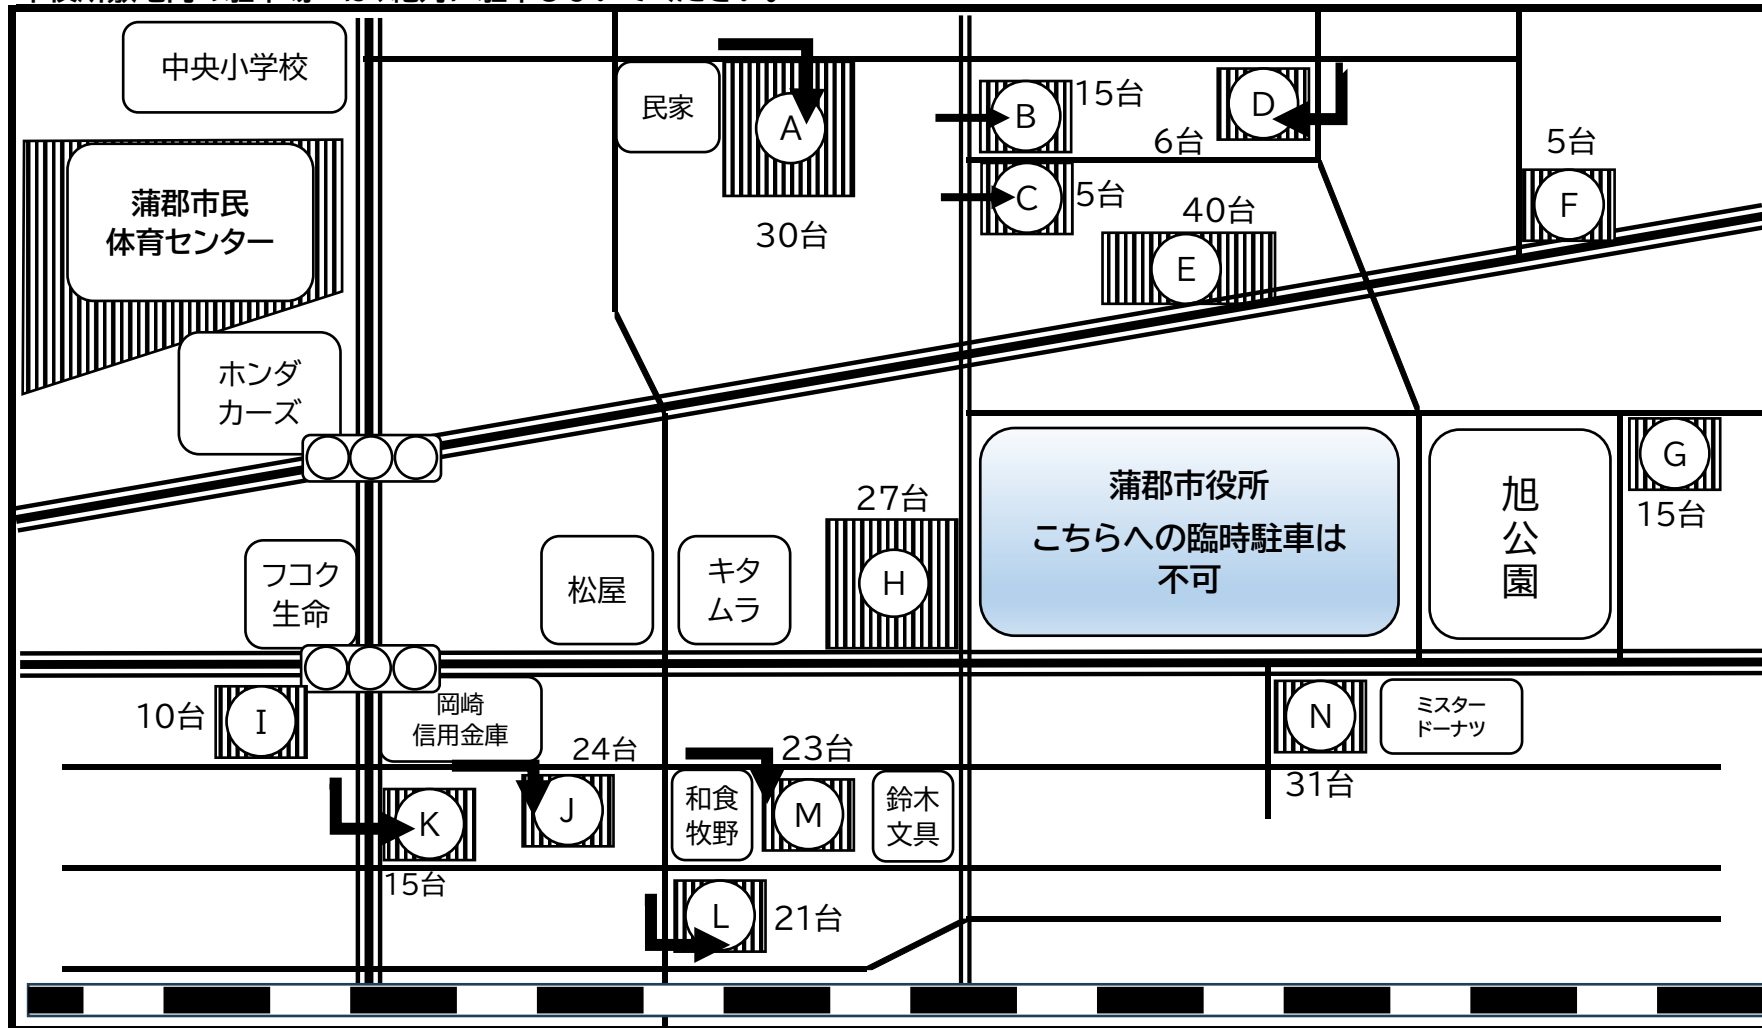 中央小学校
民家
A
30台
B
15台
D
6台
C
5台
5台
F
40台
E
蒲郡市民
体育センター
ホンダ
カーズ
蒲郡市役所
こちらへの臨時駐車は
不可
旭
公
園
G
15台
27台
H
フコク
生命
松屋
キタ
ムラ
10台
I
岡崎
信用金庫
24台
J
K
15台
23台
和食
牧野
M
鈴木
文具
L
21台
N
31台
ミスター
ドーナツ